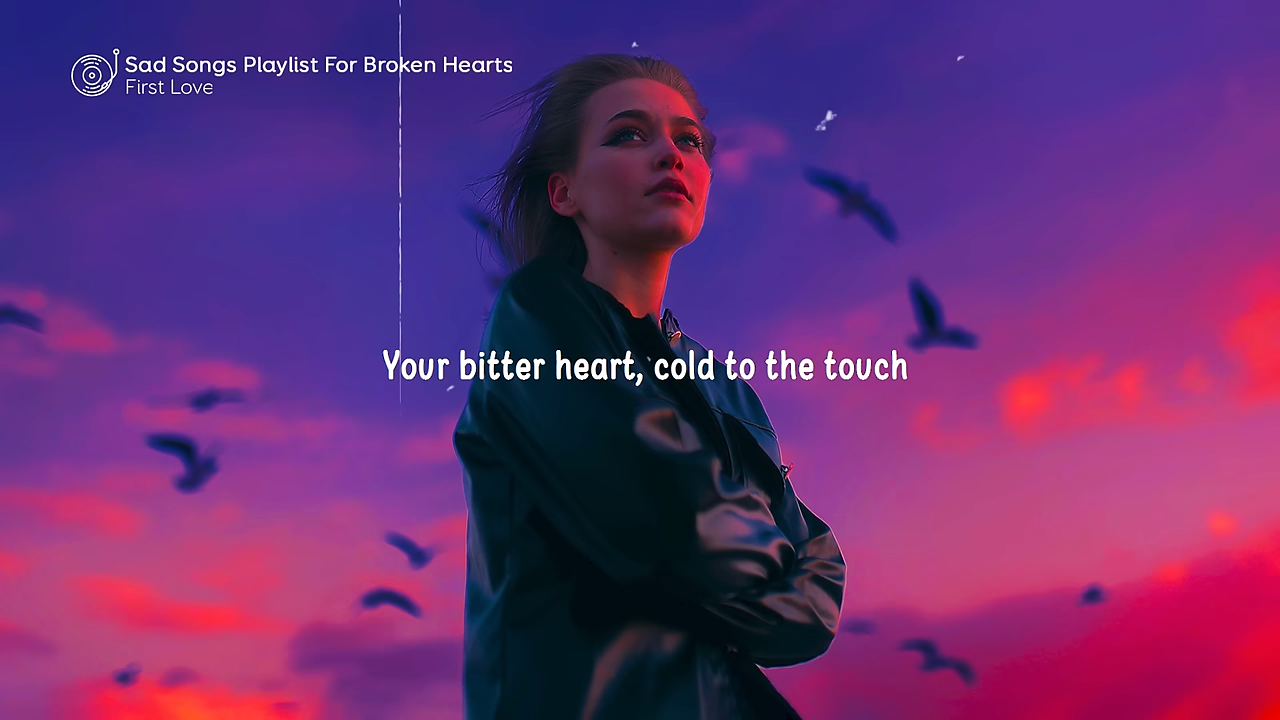 Sad Songs Playlist For Broken Hearts
First Love
Your bitter heart, cold to the touch